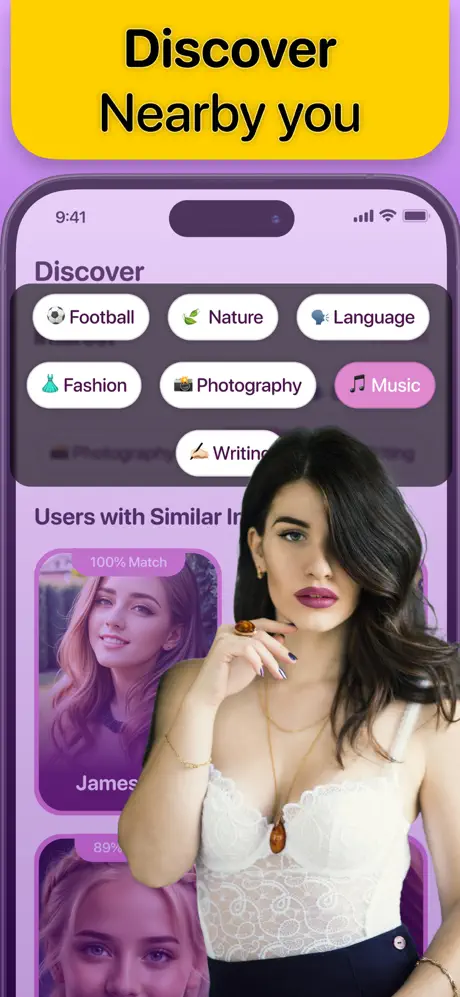 Discover
Nearby you
9:41
Discover
Football Nature Language
Fashion Photography Music
Writing
Users with Similar In
100% Match
James
89%